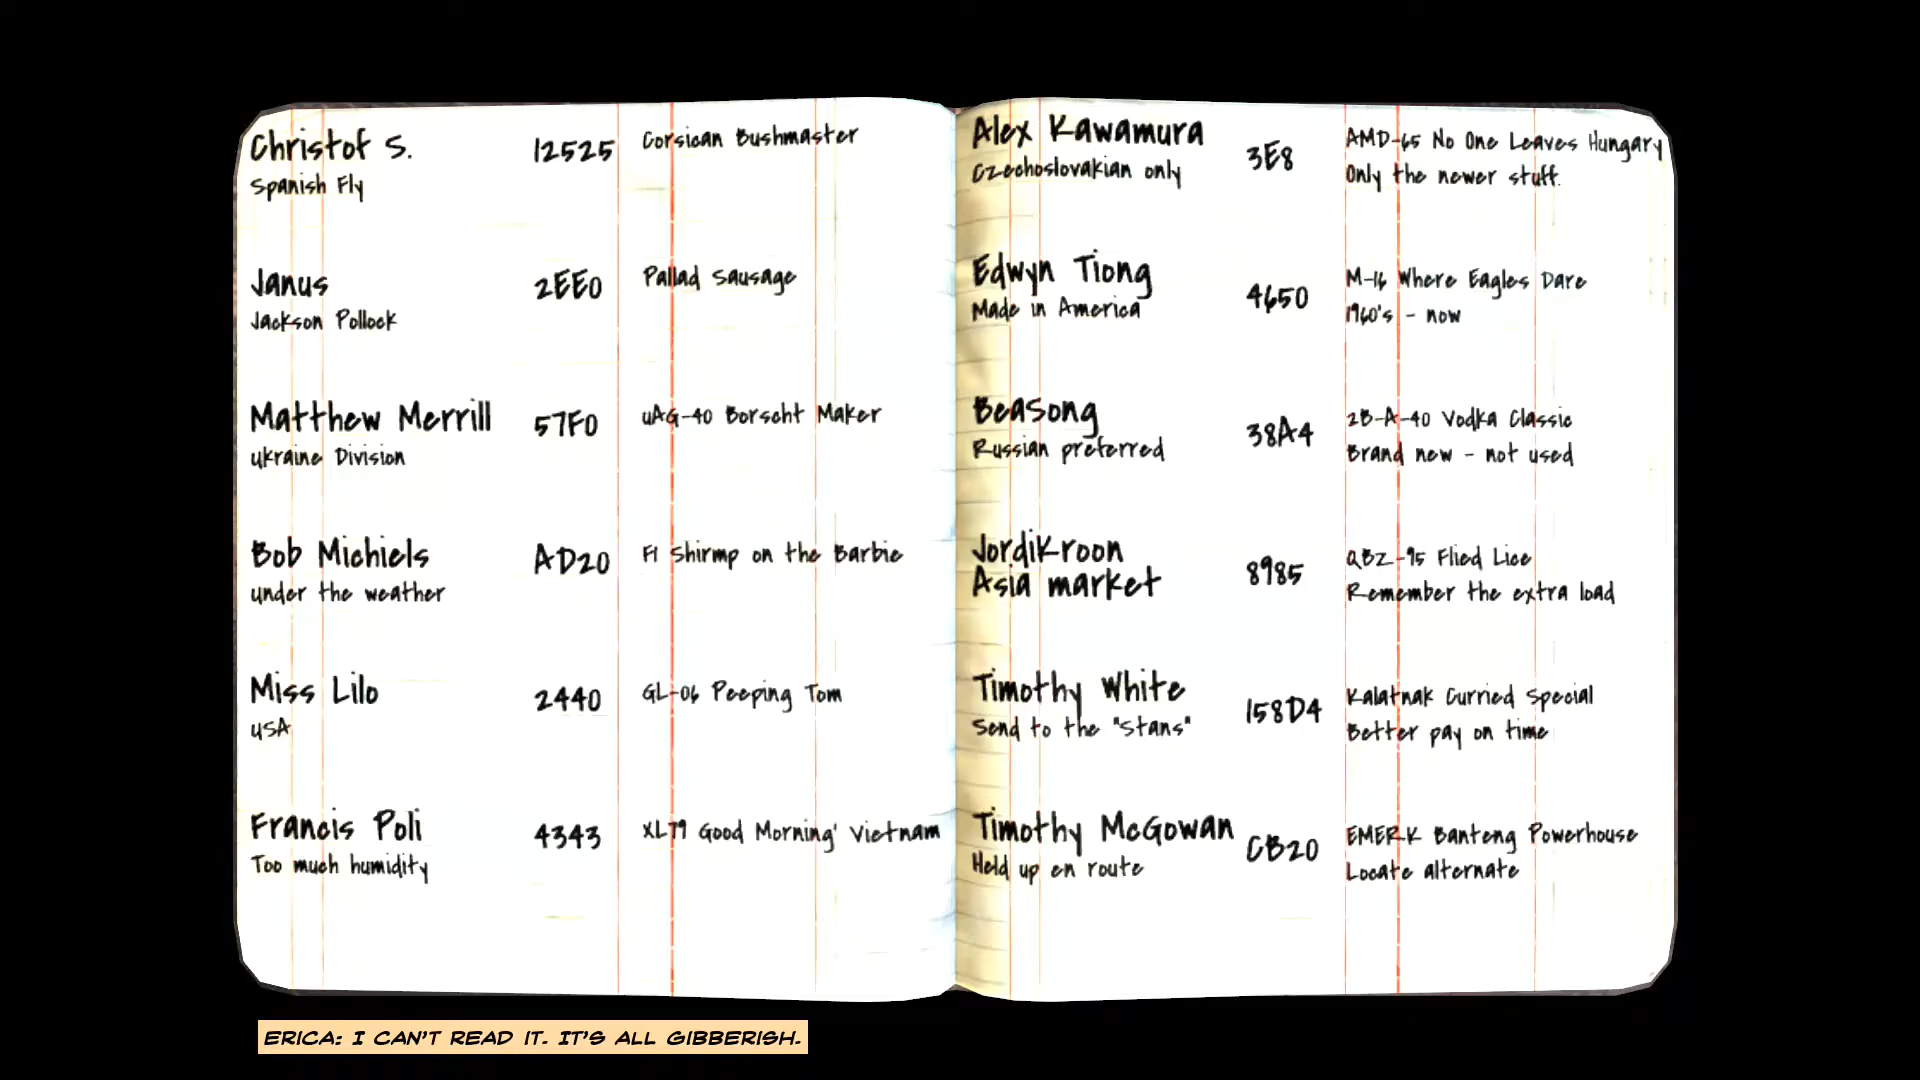 Christof S. 12525 Corsican Bushmaster
Spanish Fly
Janus 2EE0 Pallad Sausage
Jackson Pollock
Matthew Merrill 57F0 UAG-40 Borscht Maker
Ukraine Division
Bob Michiels AD20 F1 Shirmp on the Barbie
under the weather
Miss Lilo 2440 GL-06 Peeping Tom
USA
Francis Poli 4343 XL79 Good Morning' Vietnam
Too much humidity
Alex Kawamura 3E8 AMD-65 No One Leaves Hungary
Czechoslovakian only Only the newer stuff.
Edwyn Tiong 4650 M-16 Where Eagles Dare
Made in America 1960's - now
BeaSong 38A4 2B-A-40 Vodka Classic
Russian preferred Brand new - not used
JordiKroon 8985 QBZ-95 Flied Lice
Asia market Remember the extra load
Timothy White 158D4 Kalatnak Curried Special
Send to the "Stans" Better pay on time
Timothy McGowan CB20 EMER-K Banteng Powerhouse
Held up en route Locate alternate
ERICA: I CAN'T READ IT. IT'S ALL GIBBERISH.